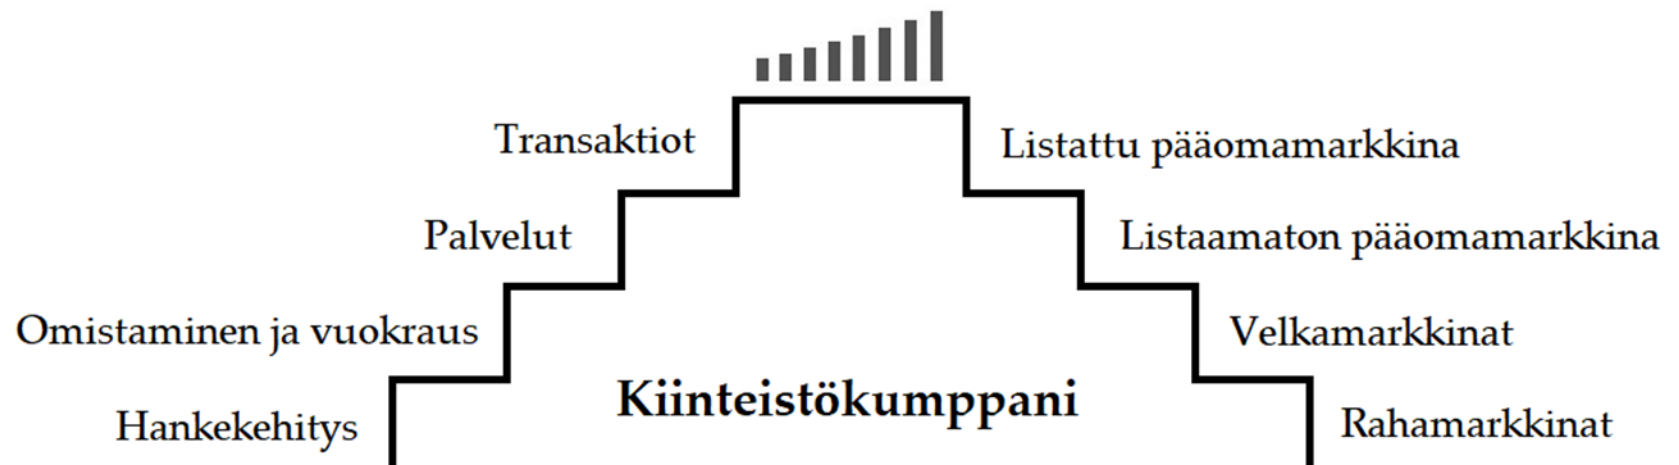 Transaktiot
Listattu pääomamarkkina
Palvelut
Listaamaton pääomamarkkina
Omistaminen ja vuokraus
Velkamarkkinat
Kiinteistökumppani
Hankekehitys
Rahamarkkinat